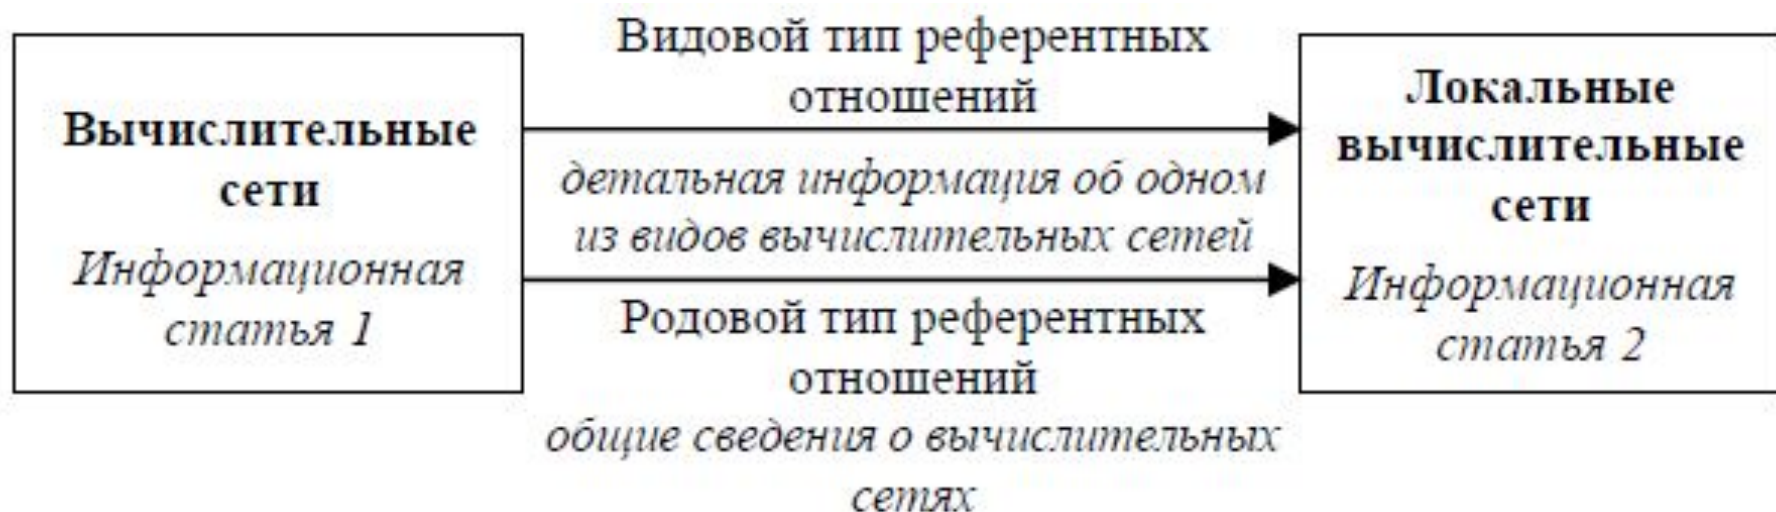 Вычислительные
сети
Информационная
статья 1
Видовой тип референтных
отношений
детальная информация об одном
из видов вычислительных сетей
Родовой тип референтных
отношений
общие сведения о вычислительных
сетях
Локальные
вычислительные
сети
Информационная
статья 2